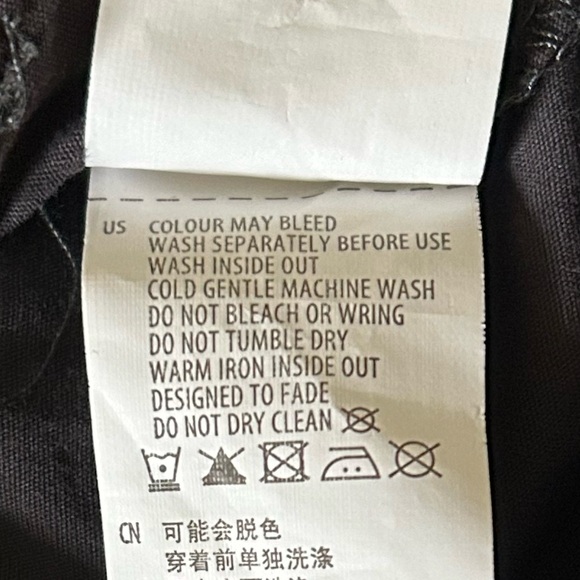 US COLOUR MAY BLEED
WASH SEPARATELY BEFORE USE
WASH INSIDE OUT
COLD GENTLE MACHINE WASH
DO NOT BLEACH OR WRING
DO NOT TUMBLE DRY
WARM IRON INSIDE OUT
DESIGNED TO FADE
DO NOT DRY CLEAN
CN 可能会脱色
穿着前单独洗涤